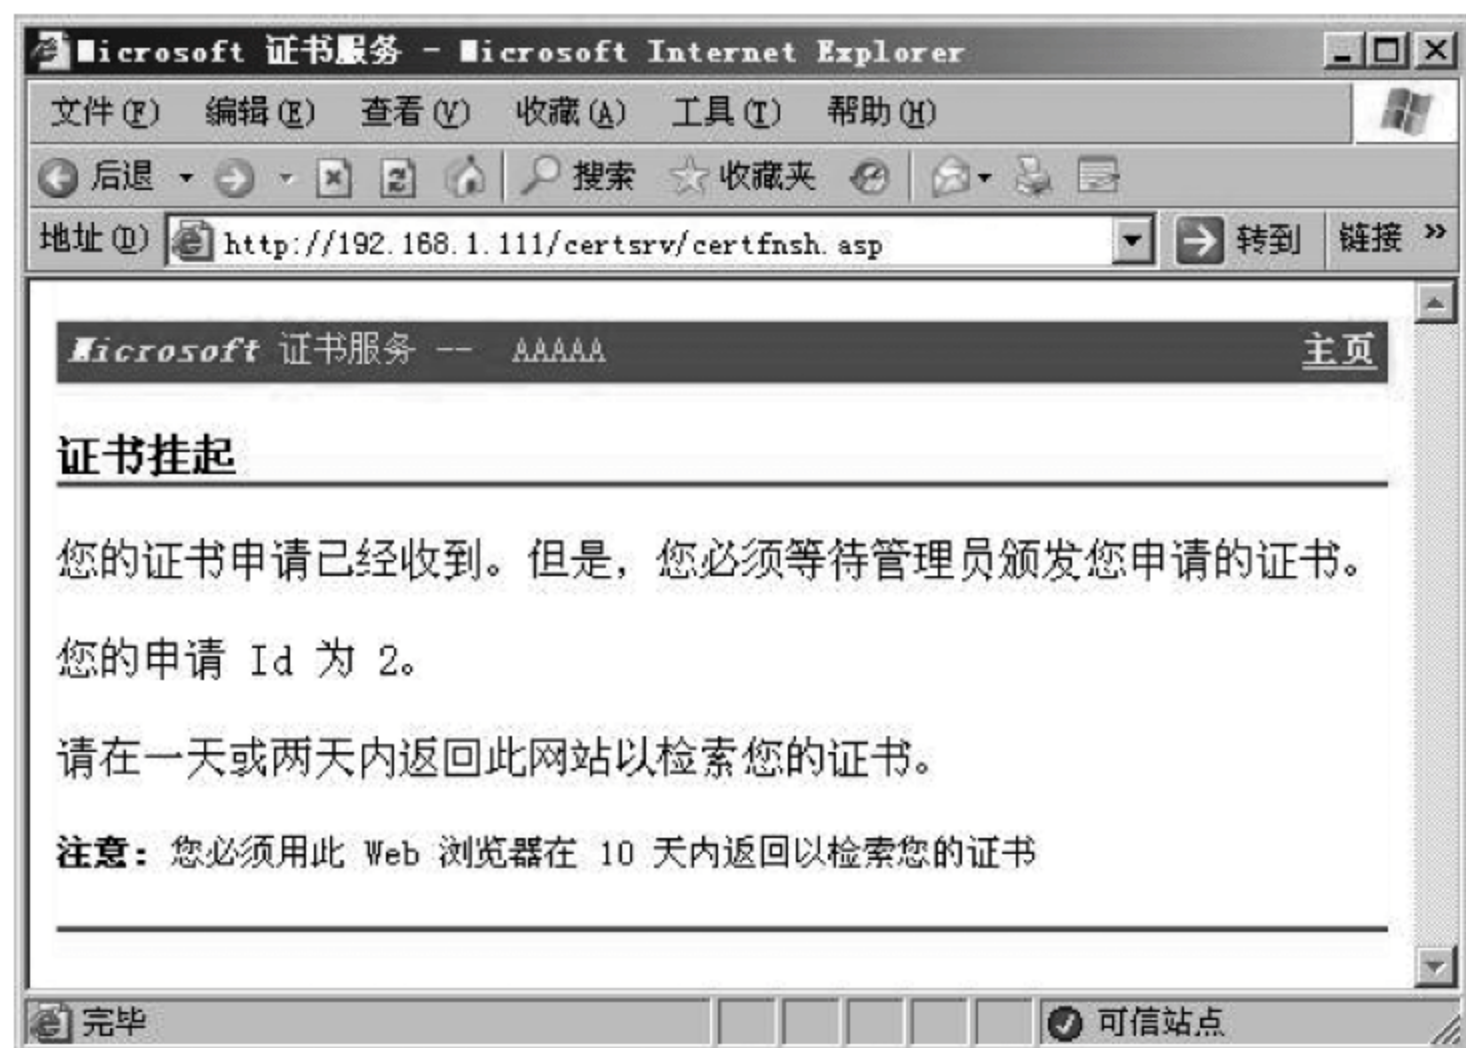 Microsoft 证书服务 - Microsoft Internet Explorer
文件(F) 编辑(E) 查看(V) 收藏(A) 工具(T) 帮助(H)
后退 搜索 收藏夹
地址(D) http://192.168.1.111/certsrv/certfnsh.asp 转到 链接 »
Microsoft 证书服务 -- AAAAA 主页
证书挂起
您的证书申请已经收到。但是，您必须等待管理员颁发您申请的证书。
您的申请 Id 为 2。
请在一天或两天内返回此网站以检索您的证书。
注意：您必须用此 Web 浏览器在 10 天内返回以检索您的证书
完毕 可信站点